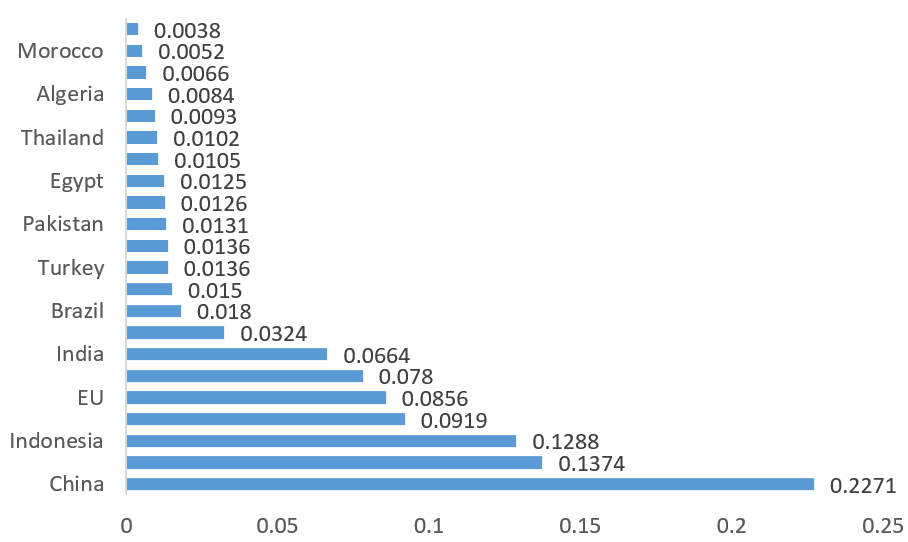 0.0038
Morocco 0.0052
0.0066
Algeria 0.0084
0.0093
Thailand 0.0102
0.0105
Egypt 0.0125
0.0126
Pakistan 0.0131
0.0136
Turkey 0.0136
0.015
Brazil 0.018
0.0324
India 0.0664
0.078
EU 0.0856
0.0919
Indonesia 0.1288
0.1374
China 0.2271
0 0.05 0.1 0.15 0.2 0.25